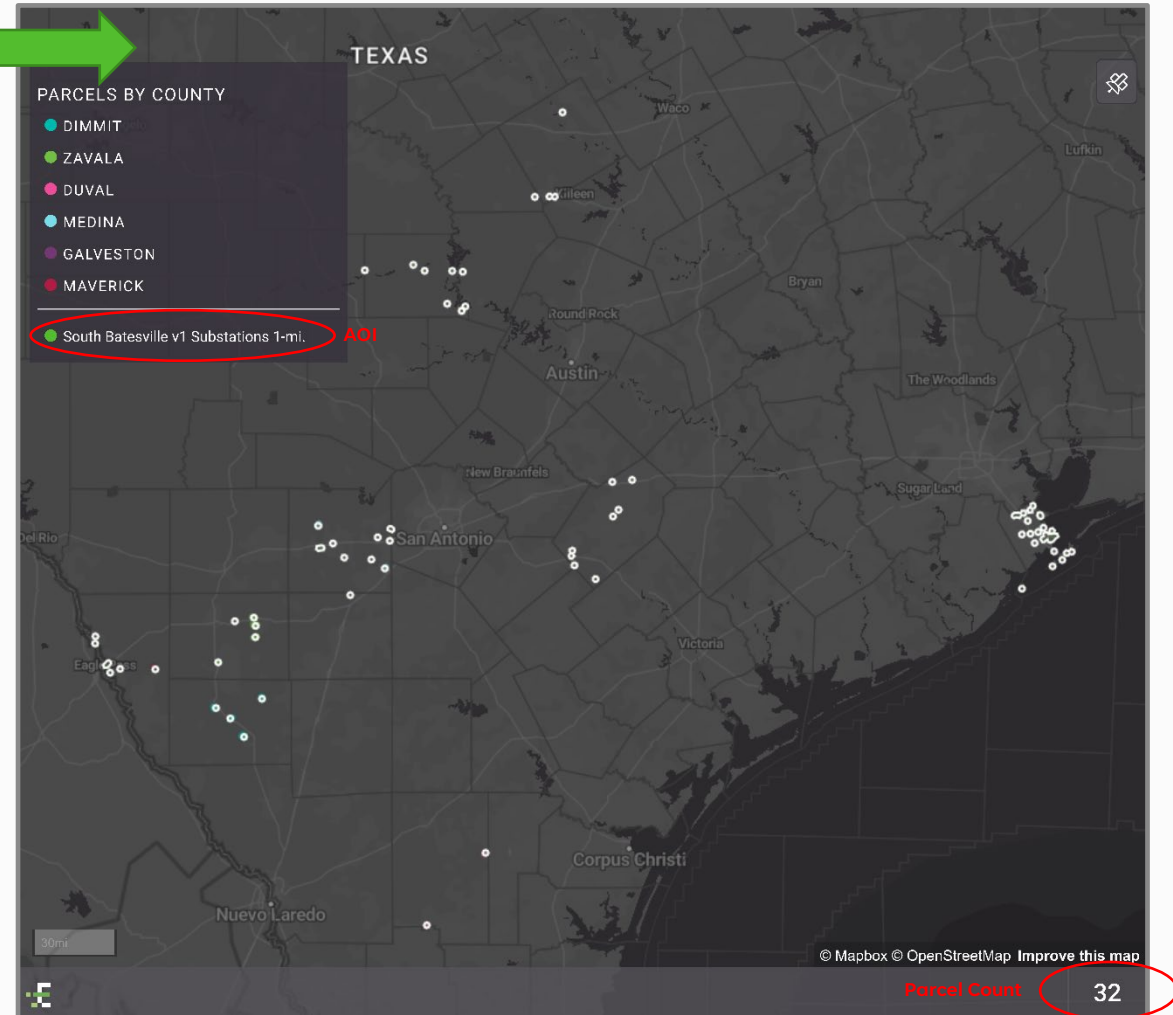 TEXAS
PARCELS BY COUNTY
DIMMIT
ZAVALA
DUVAL
MEDINA
GALVESTON
MAVERICK
South Batesville v1 Substations 1-mi.
AOI
Waco
Lufkin
Killeen
Bryan
Round Rock
Austin
The Woodlands
New Braunfels
Sugar Land
Del Rio
San Antonio
Victoria
Corpus Christi
Nuevo Laredo
30mi
© Mapbox © OpenStreetMap Improve this map
Parcel Count
32